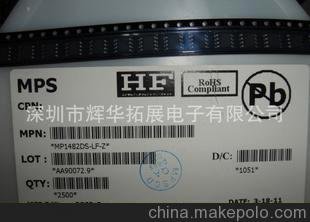 MPS
HF
RoHS
Compliant
Pb
CPN:
深圳市辉华拓展电子有限公司
MPN:
"MP1482DS-LF-Z"
LOT :
"AA90072.9"
D/C:
"1051"
QTY:
"2500"
3-18-11
china.makepolo.com